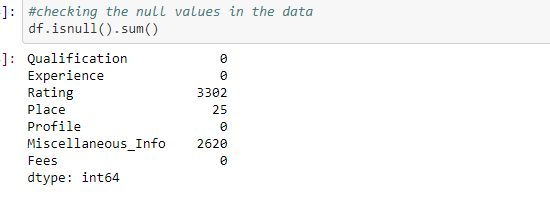 ]: #checking the null values in the data
df.isnull().sum()
]: Qualification 0
Experience 0
Rating 3302
Place 25
Profile 0
Miscellaneous_Info 2620
Fees 0
dtype: int64